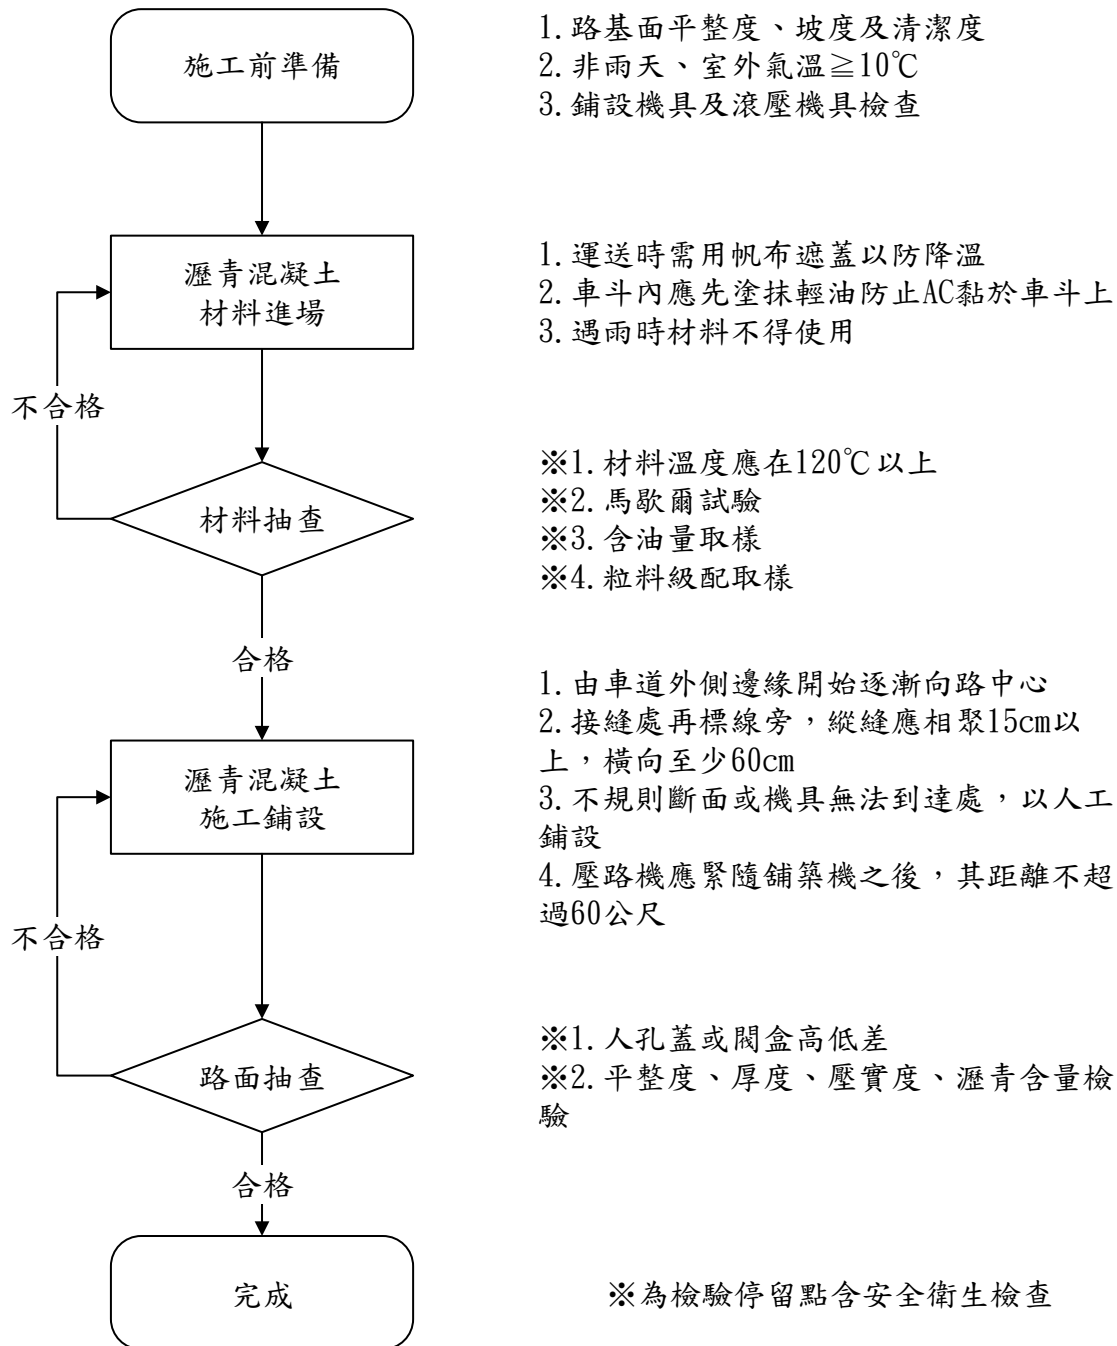 施工前準備
1.路基面平整度、坡度及清潔度
2.非雨天、室外氣溫≧10℃
3.鋪設機具及滾壓機具檢查
瀝青混凝土
材料進場
1.運送時需用帆布遮蓋以防降溫
2.車斗內應先塗抹輕油防止AC黏於車斗上
3.遇雨時材料不得使用
不合格
材料抽查
※1.材料溫度應在120℃以上
※2.馬歇爾試驗
※3.含油量取樣
※4.粒料級配取樣
合格
瀝青混凝土
施工鋪設
1.由車道外側邊緣開始逐漸向路中心
2.接縫處再標線旁，縱縫應相聚15cm以
上，橫向至少60cm
3.不規則斷面或機具無法到達處，以人工
鋪設
4.壓路機應緊隨舖築機之後，其距離不超
過60公尺
不合格
路面抽查
※1.人孔蓋或閥盒高低差
※2.平整度、厚度、壓實度、瀝青含量檢
驗
合格
完成
※為檢驗停留點含安全衛生檢查